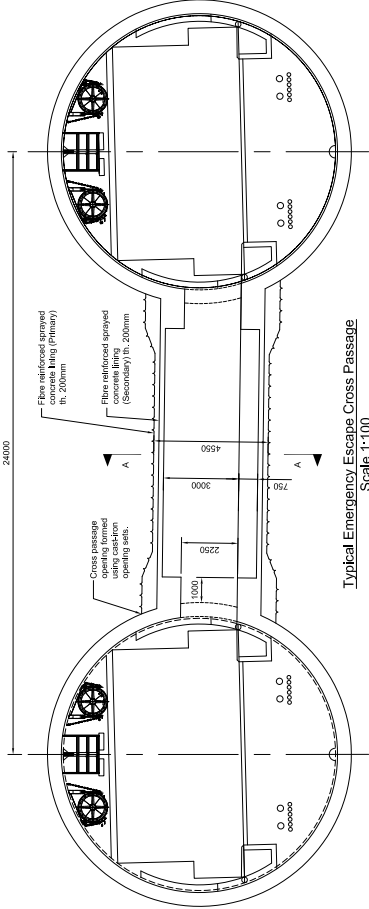 24000
Fibre reinforced sprayed
concrete lining (Primary)
th. 200mm
Fibre reinforced sprayed
concrete lining
(Secondary) th. 200mm
Cross passage
opening formed
using cast-iron
opening sets.
A
A
4550
3000
2250
1000
750
Typical Emergency Escape Cross Passage
Scale 1:100